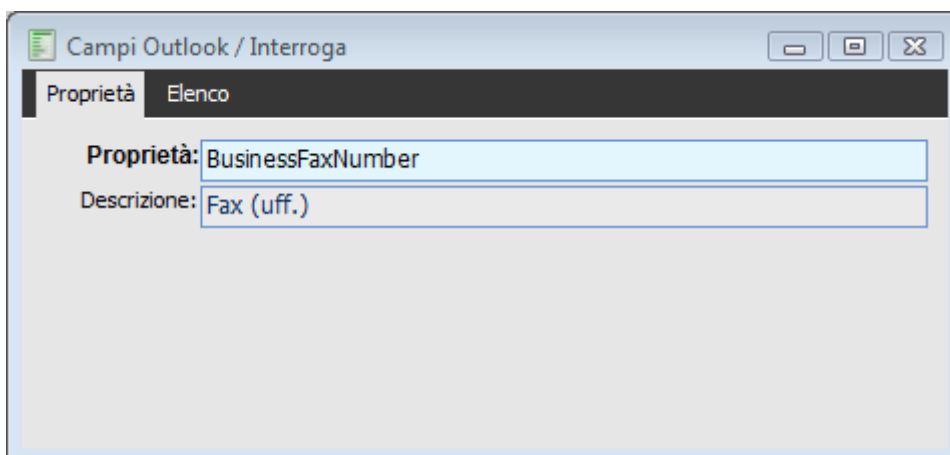 Campi Outlook / Interroga
Proprietà Elenco
Proprietà: BusinessFaxNumber
Descrizione: Fax (uff.)